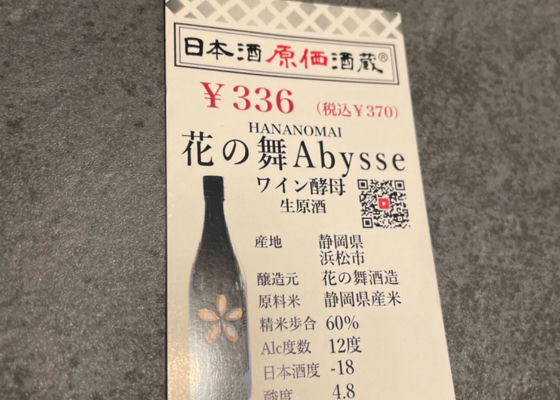 日本酒原価酒蔵®
¥336 (税込¥370)
HANANOMAI
花の舞Abysse
ワイン酵母
生原酒
産地 静岡県
浜松市
醸造元 花の舞酒造
原料米 静岡県産米
精米歩合 60%
Alc度数 12度
日本酒度 -18
酸度 4.8